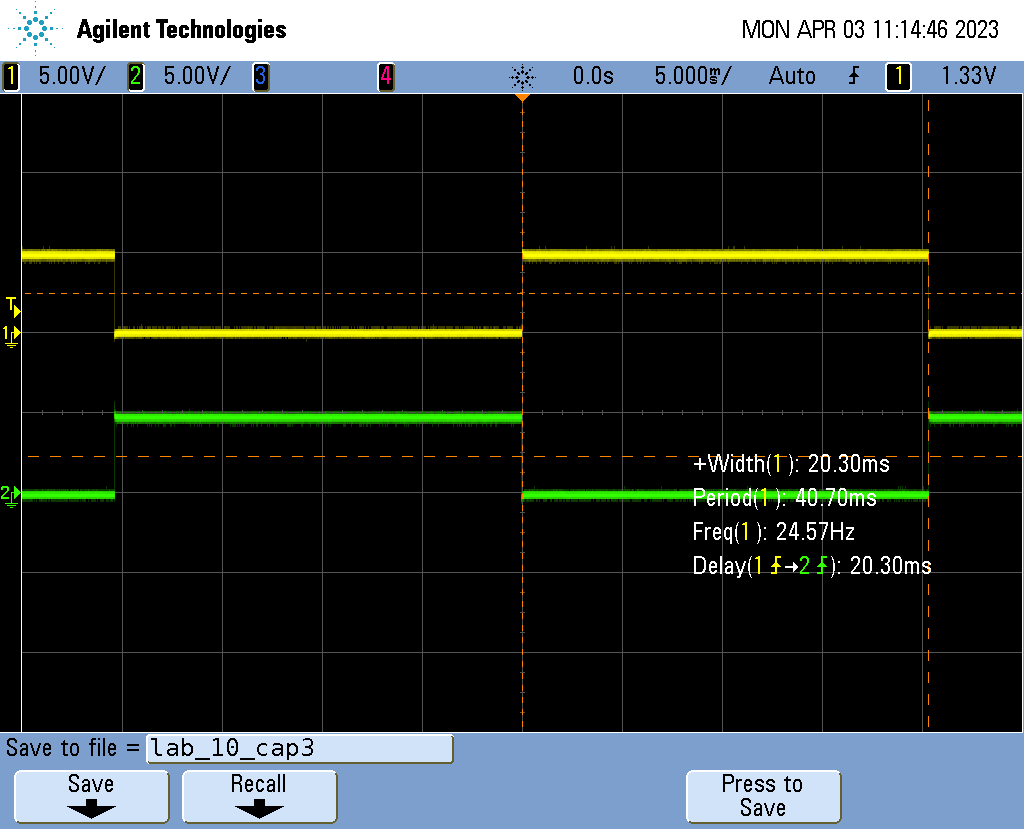 Agilent Technologies MON APR 03 11:14:46 2023
1 5.00V/ 2 5.00V/ 3 4 0.0s 5.000ms/ Auto 1 1.33V
T
1
2
+Width(1): 20.30ms
Period(1): 40.70ms
Freq(1): 24.57Hz
Delay(1→2): 20.30ms
Save to file = lab_10_cap3
Save Recall Press to
Save